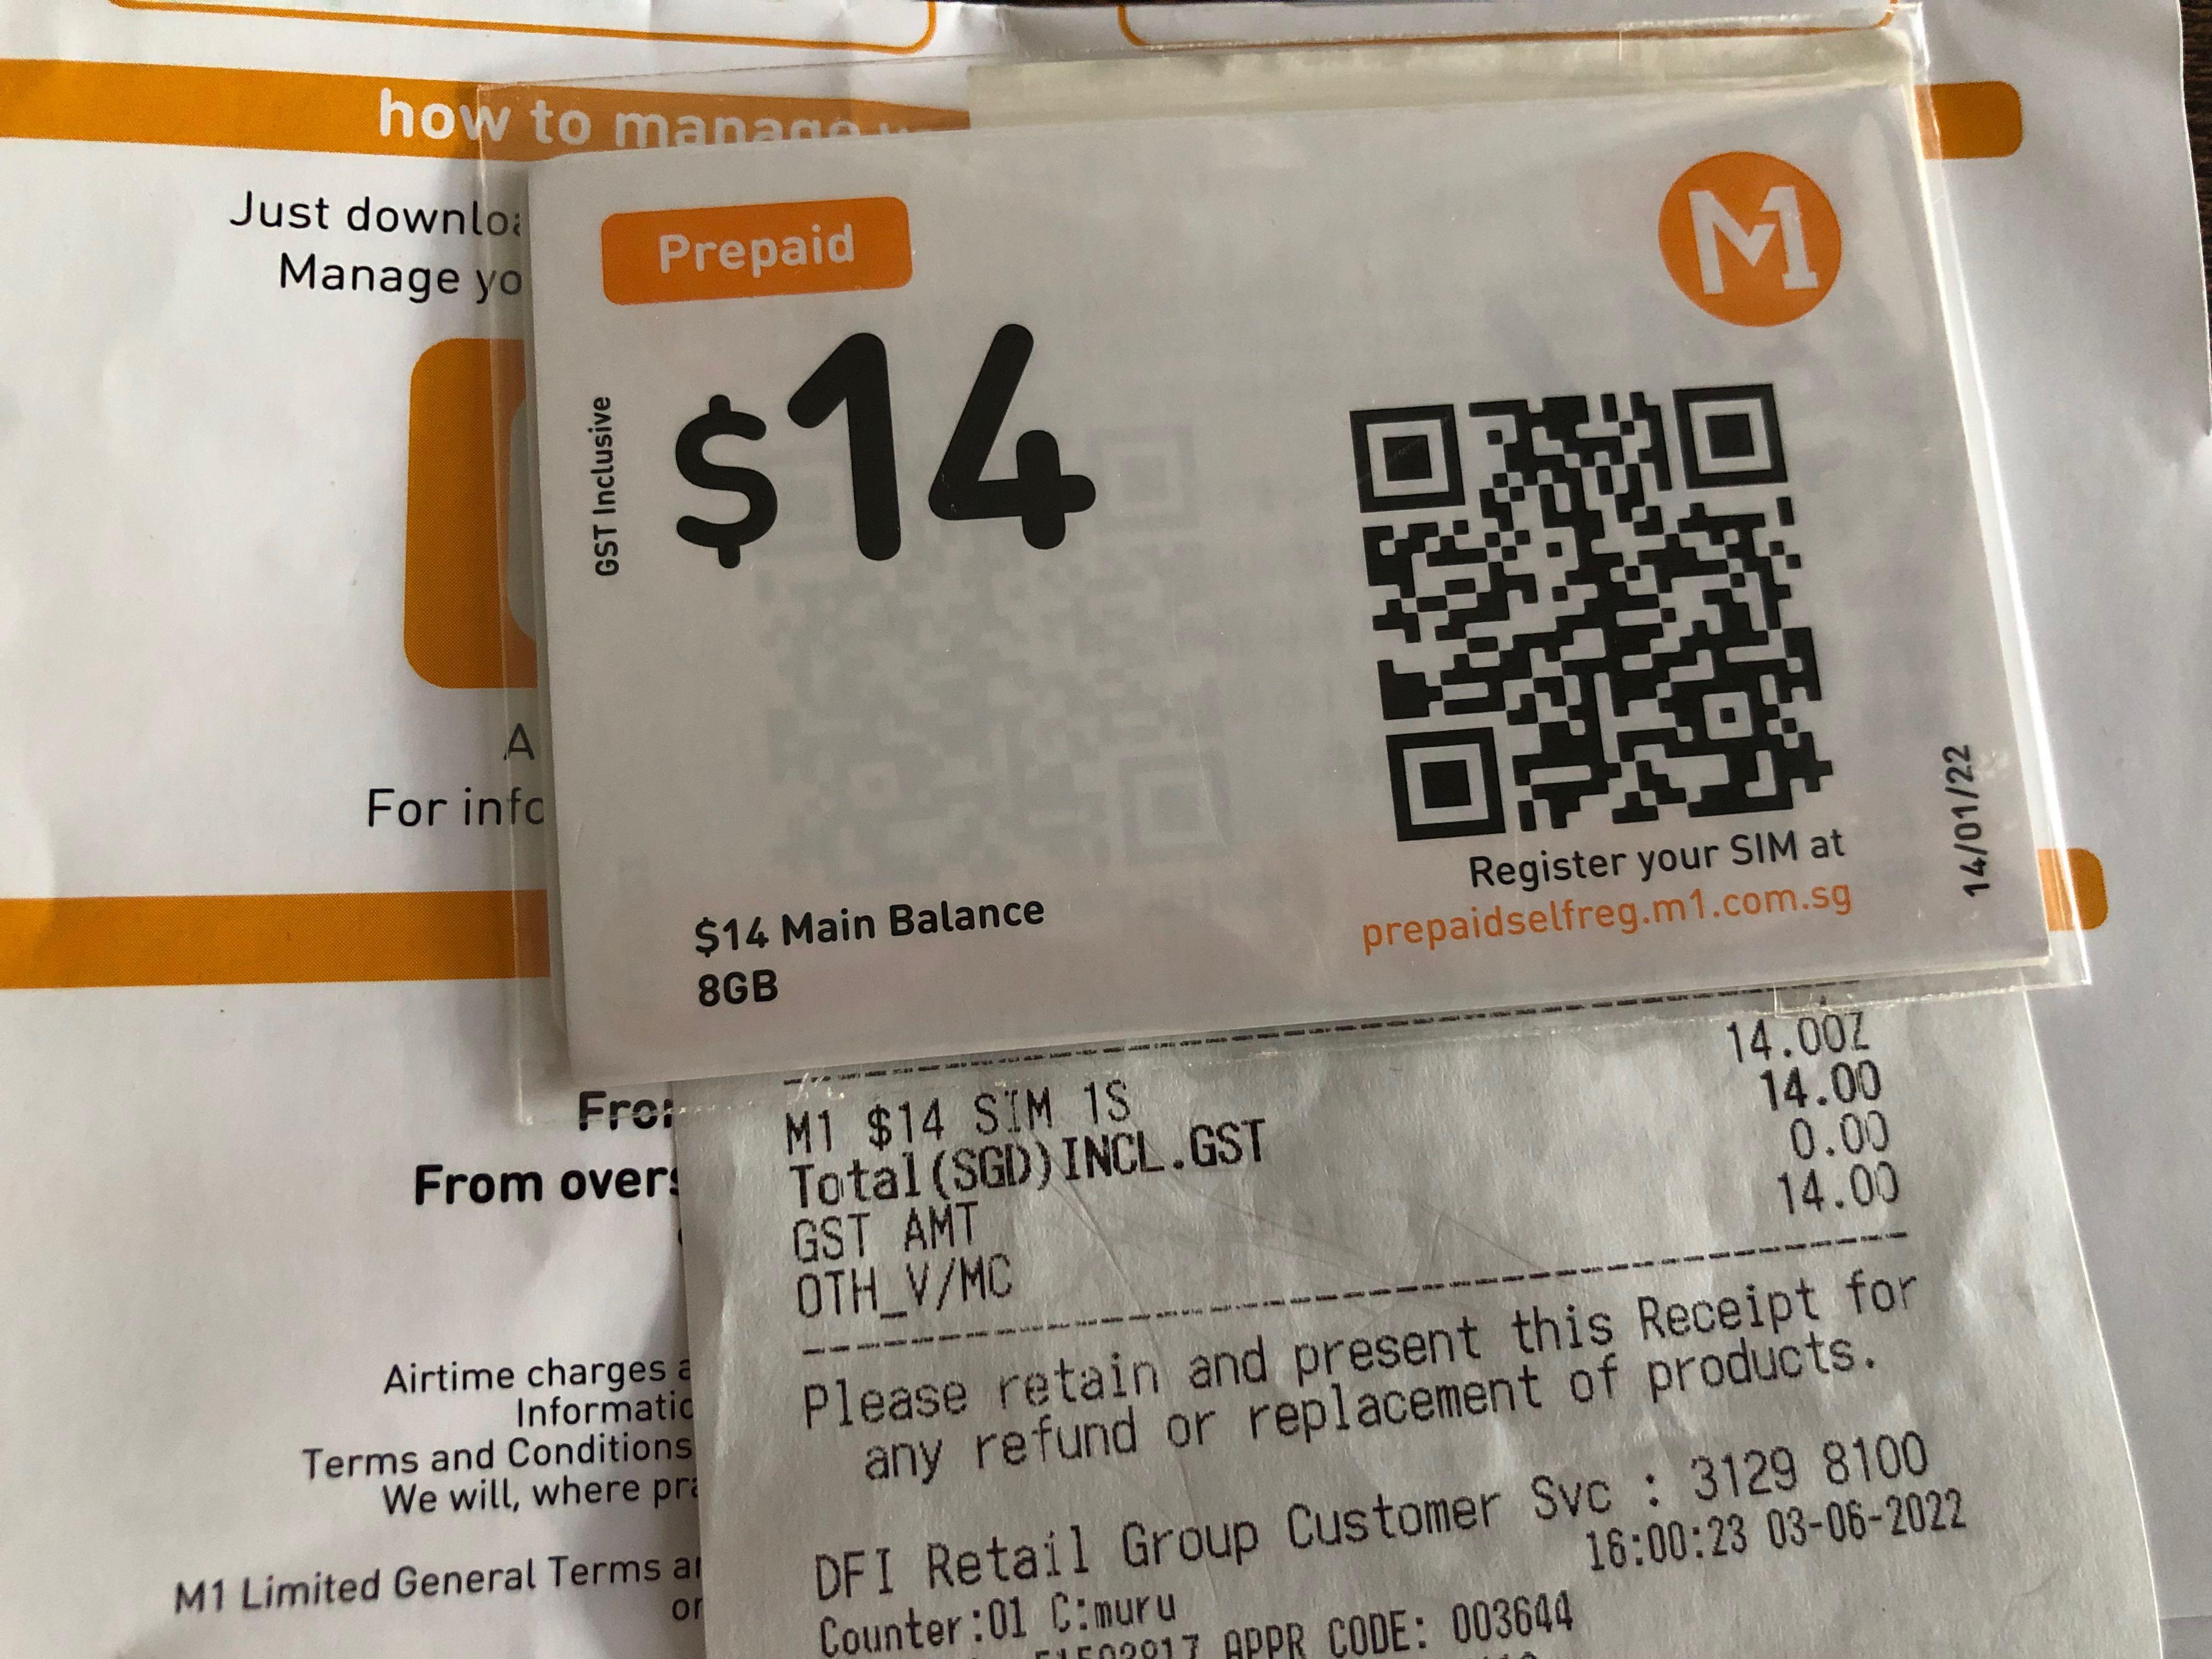 how to manage
Just downlo
Manage yo
A
For info
From
From overs
Airtime charges a
Informatic
Terms and Conditions
We will, where pra
M1 Limited General Terms a
or
Prepaid
M1
GST Inclusive
$14
$14 Main Balance
8GB
Register your SIM at
prepaidselfreg.m1.com.sg
14/01/22
M1 $14 SIM 1S 14.00Z
Total(SGD)INCL.GST 14.00
GST AMT 0.00
OTH_V/MC 14.00
Please retain and present this Receipt for
any refund or replacement of products.
DFI Retail Group Customer Svc : 3129 8100
16:00:23 03-06-2022
Counter:01 C:muru
APPR CODE: 003644